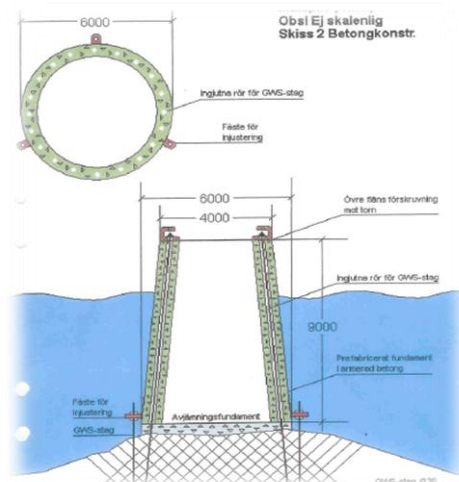 Obs! Ej skalenlig
Skiss 2 Betongkonstr.
6000
Ingjutna rör för GWS-stag
Fäste för
injustering
6000
4000
Övre fläns förskruvning
mot torn
Ingjutna rör för GWS-stag
9000
Prefabricerat fundament
i armerad betong
Fäste för
injustering
GWS-stag
Avjämningsfundament